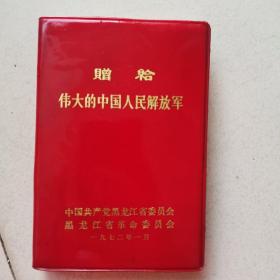 贈給
伟大的中国人民解放军
中国共产党黑龙江省委员会
黑龙江省革命委员会
一九七二年一月